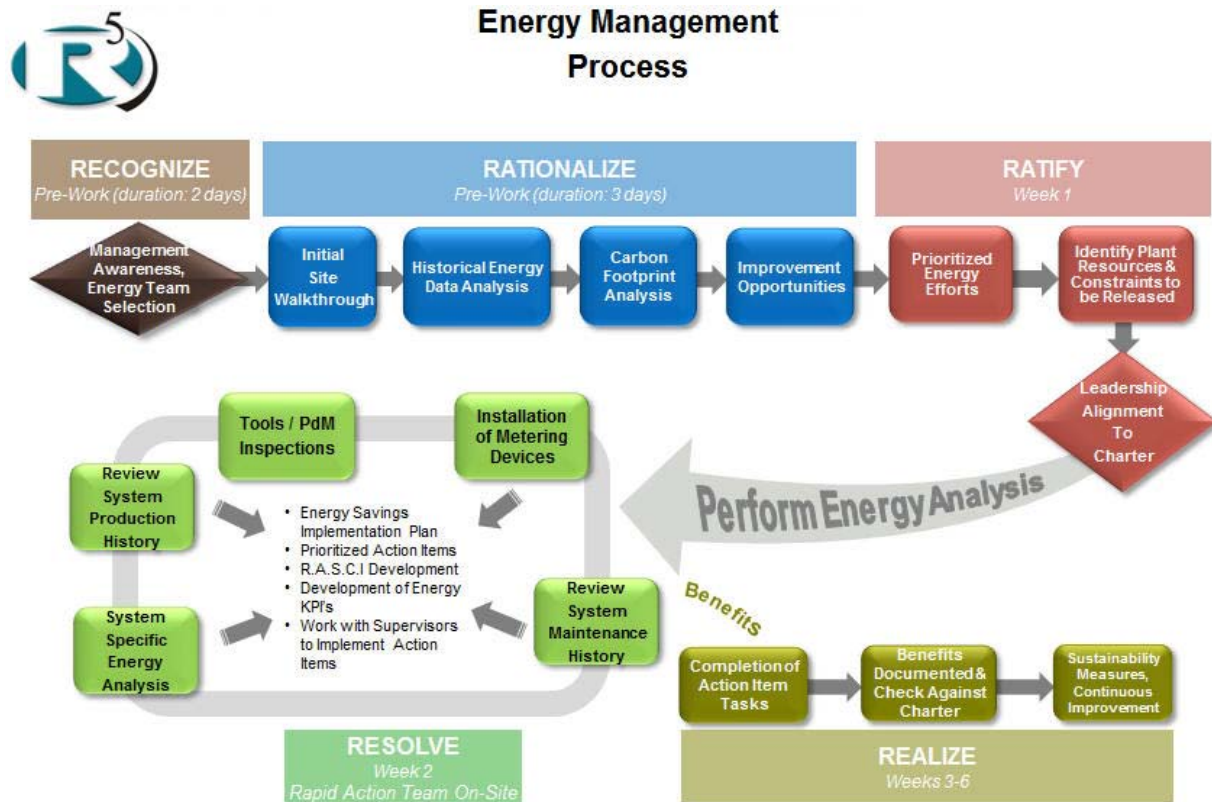 R5
Energy Management
Process
RECOGNIZE
Pre-Work (duration: 2 days)
RATIONALIZE
Pre-Work (duration: 3 days)
RATIFY
Week 1
Management
Awareness,
Energy Team
Selection
Initial
Site
Walkthrough
Historical Energy
Data Analysis
Carbon
Footprint
Analysis
Improvement
Opportunities
Prioritized
Energy
Efforts
Identify Plant
Resources &
Constraints to
be Released
Leadership
Alignment
To
Charter
Perform Energy Analysis
Tools / PdM
Inspections
Installation
of Metering
Devices
Review
System
Production
History
System
Specific
Energy
Analysis
• Energy Savings
Implementation Plan
• Prioritized Action Items
• R.A.S.C.I Development
• Development of Energy
KPI's
• Work with Supervisors
to Implement Action
Items
Review
System
Maintenance
History
Benefits
Completion of
Action Item
Tasks
Benefits
Documented &
Check Against
Charter
Sustainability
Measures,
Continuous
Improvement
RESOLVE
Week 2
Rapid Action Team On-Site
REALIZE
Weeks 3-6